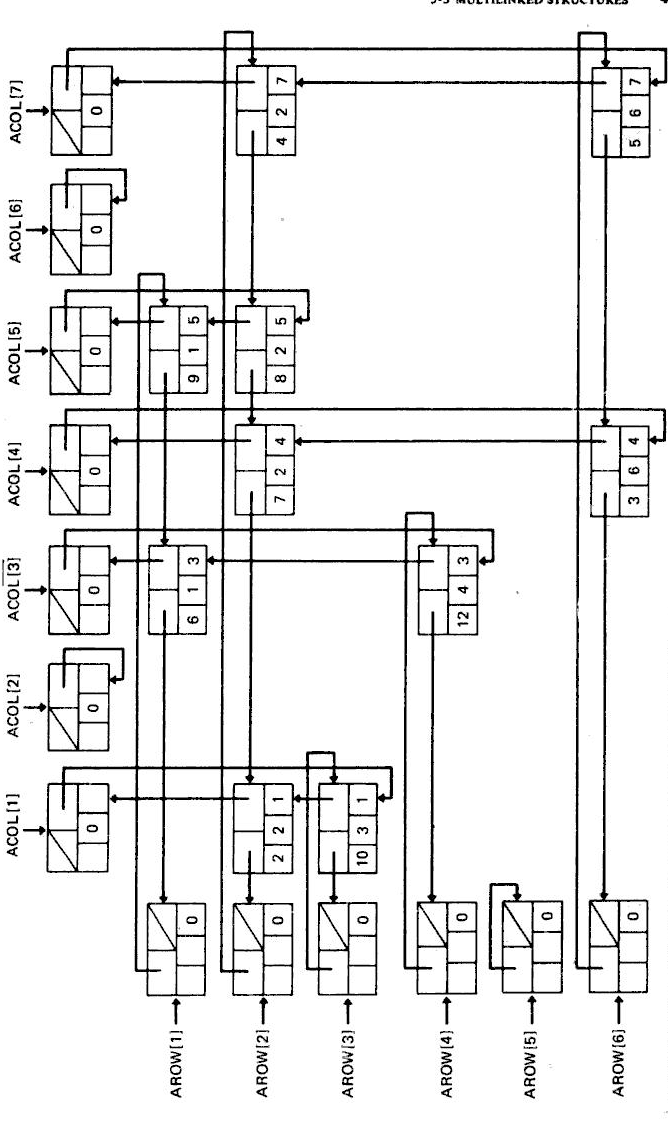 MULTILINKED STRUCTURES
ACOL[1] ACOL[2] ACOL[3] ACOL[4] ACOL[5] ACOL[6] ACOL[7]
0 0 0 0 0 0 0
AROW[1] 0 6 1 3 9 1 5
AROW[2] 0 2 2 1 7 2 4 8 2 5 4 2 7
AROW[3] 0 10 3 1
AROW[4] 0 12 4 3
AROW[5] 0
AROW[6] 0 3 6 4 5 6 7